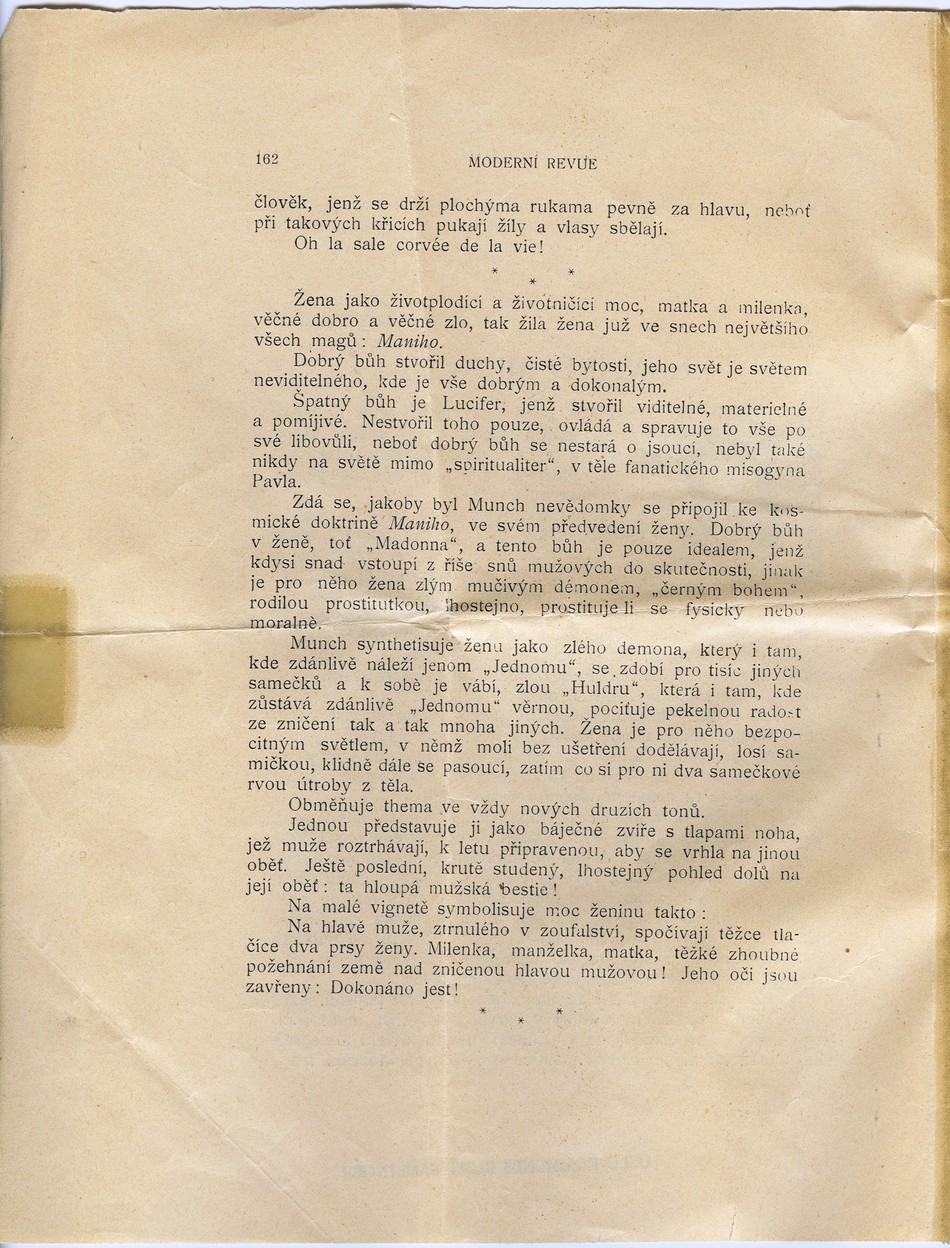 162
MODERNÍ REVUE
člověk, jenž se drží plochýma rukama pevně za hlavu, neboť
při takových křicích pukají žíly a vlasy sbělají.
Oh la sale corvée de la vie!
* * *
Žena jako životplodící a životničící moc, matka a milenka,
věčné dobro a věčné zlo, tak žila žena již ve snech největšího
všech magů: Maniho.
Dobrý bůh stvořil duchy, čisté bytosti, jeho svět je světem
neviditelného, kde je vše dobrým a dokonalým.
Špatný bůh je Lucifer, jenž stvořil viditelné, materielné
a pomíjivé. Nestvořil toho pouze, ovládá a spravuje to vše po
své libovůli, neboť dobrý bůh se nestará o jsoucí, nebyl také
nikdy na světě mimo „spiritualiter“, v těle fanatického misogyna
Pavla.
Zdá se, jakoby byl Munch nevědomky se připojil ke kos-
mické doktrině Maniho, ve svém předvedení ženy. Dobrý bůh
v ženě, toť „Madonna“, a tento bůh je pouze idealem, jenž
kdysi snad vstoupí z říše snů mužových do skutečnosti, jinak
je pro něho žena zlým mučivým démonem, „černým bohem“,
rodilou prostitutkou, lhostejno, prostituje li se fysicky nebo
moralně.
Munch synthetisuje ženu jako zlého demona, který i tam,
kde zdánlivě náleží jenom „Jednomu“, se zdobí pro tisíc jiných
samečků a k sobě je vábí, zlou „Huldru“, která i tam, kde
zůstává zdánlivě „Jednomu“ věrnou, pociťuje pekelnou radost
ze zničení tak a tak mnoha jiných. Žena je pro něho bezpo-
citným světlem, v němž moli bez ušetření dodělávají, losí sa-
mičkou, klidně dále se pasoucí, zatím co si pro ni dva samečkové
rvou útroby z těla.
Obměňuje thema ve vždy nových druzích tonů.
Jednou představuje ji jako báječné zvíře s tlapami noha,
jež muže roztrhávají, k letu připravenou, aby se vrhla na jinou
oběť. Ještě poslední, krutě studený, lhostejný pohled dolů na
její oběť: ta hloupá mužská bestie!
Na malé vignetě symbolisuje moc ženinu takto:
Na hlavě muže, ztrnulého v zoufalství, spočívají těžce tla-
číce dva prsy ženy. Milenka, manželka, matka, těžké zhoubné
požehnání země nad zničenou hlavou mužovou! Jeho oči jsou
zavřeny: Dokonáno jest!
* * *